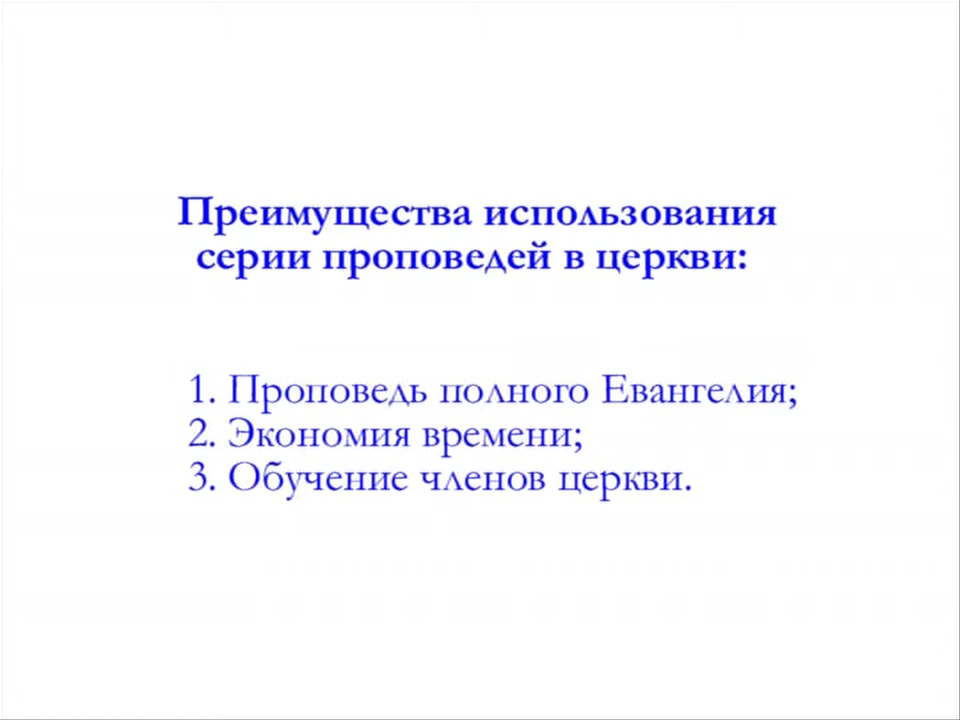 Преимущества использования
серии проповедей в церкви:
1. Проповедь полного Евангелия;
2. Экономия времени;
3. Обучение членов церкви.